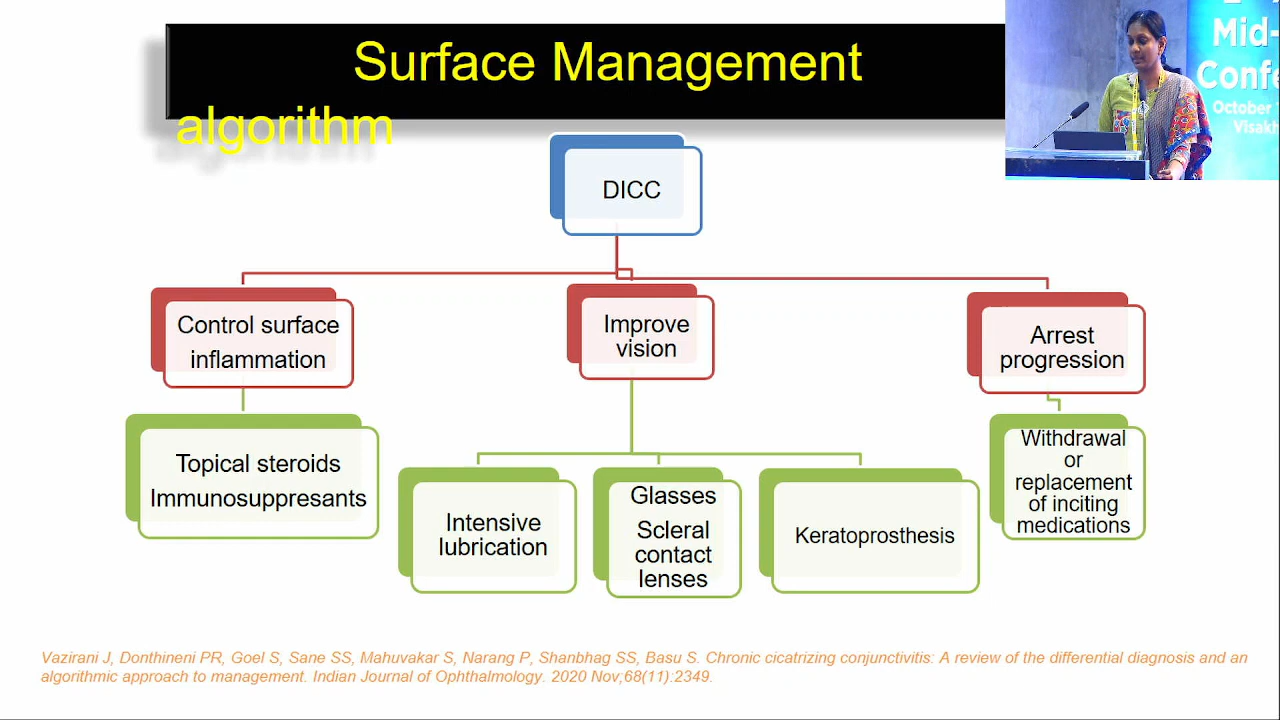 Surface Management
algorithm
Mid-
October
DICC
Control surface
inflammation
Improve
vision
Arrest
progression
Topical steroids
Immunosuppresants
Intensive
lubrication
Glasses
Scleral
contact
lenses
Keratoprosthesis
Withdrawal
or
replacement
of inciting
medications
Vazirani J, Donthineni PR, Goel S, Sane SS, Mahuvakar S, Narang P, Shanbhag SS, Basu S. Chronic cicatrizing conjunctivitis: A review of the differential diagnosis and an
algorithmic approach to management. Indian Journal of Ophthalmology. 2020 Nov;68(11):2349.